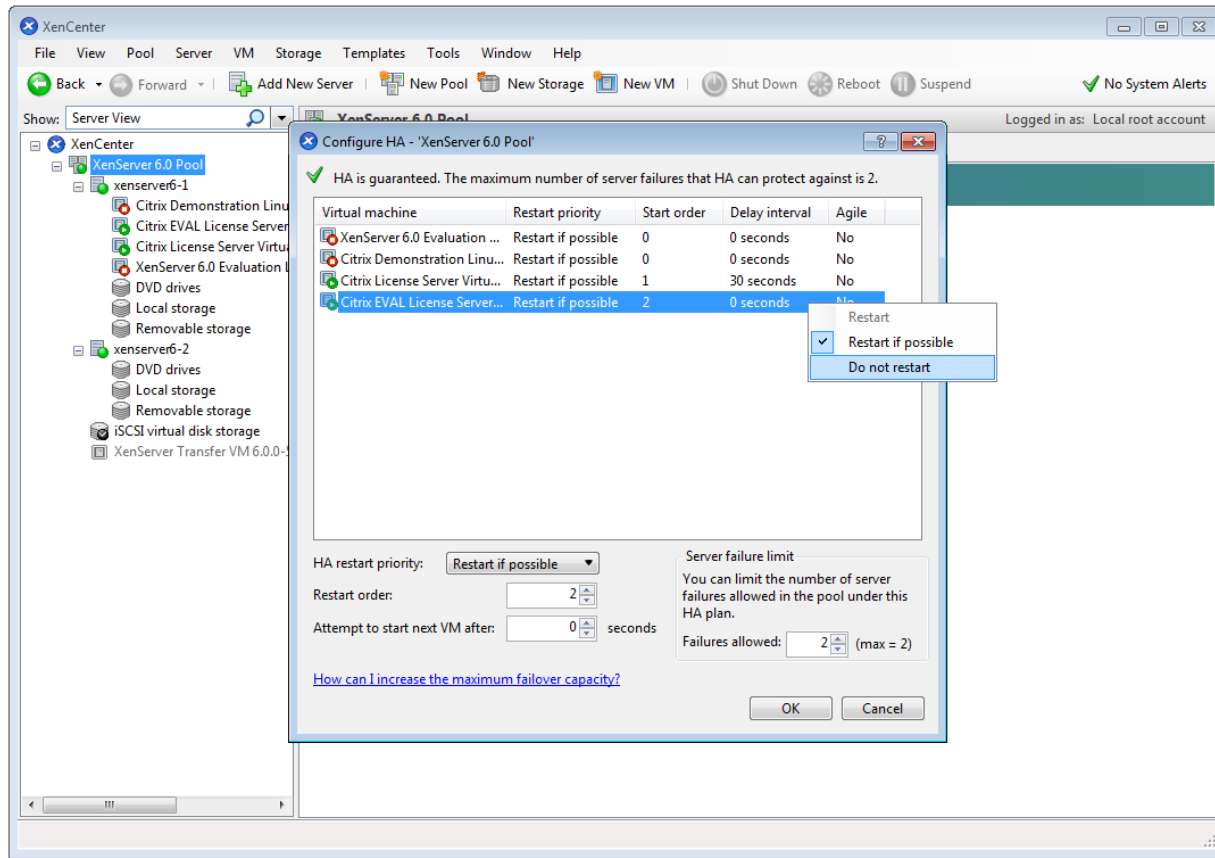 XenCenter
File View Pool Server VM Storage Templates Tools Window Help
Back Forward Add New Server New Pool New Storage New VM Shut Down Reboot Suspend No System Alerts
Show: Server View
XenServer 6.0 Pool
Logged in as: Local root account
XenCenter
XenServer 6.0 Pool
xenserver6-1
Citrix Demonstration Linu
Citrix EVAL License Server
Citrix License Server Virtu
XenServer 6.0 Evaluation
DVD drives
Local storage
Removable storage
xenserver6-2
DVD drives
Local storage
Removable storage
iSCSI virtual disk storage
XenServer Transfer VM 6.0.0-
Configure HA - 'XenServer 6.0 Pool'
HA is guaranteed. The maximum number of server failures that HA can protect against is 2.
Virtual machine Restart priority Start order Delay interval Agile
XenServer 6.0 Evaluation ... Restart if possible 0 0 seconds No
Citrix Demonstration Linu... Restart if possible 0 0 seconds No
Citrix License Server Virtu... Restart if possible 1 30 seconds No
Citrix EVAL License Server... Restart if possible 2 0 seconds No
Restart
Restart if possible
Do not restart
HA restart priority: Restart if possible
Restart order: 2
Attempt to start next VM after: 0 seconds
Server failure limit
You can limit the number of server
failures allowed in the pool under this
HA plan.
Failures allowed: 2 (max = 2)
How can I increase the maximum failover capacity?
OK Cancel